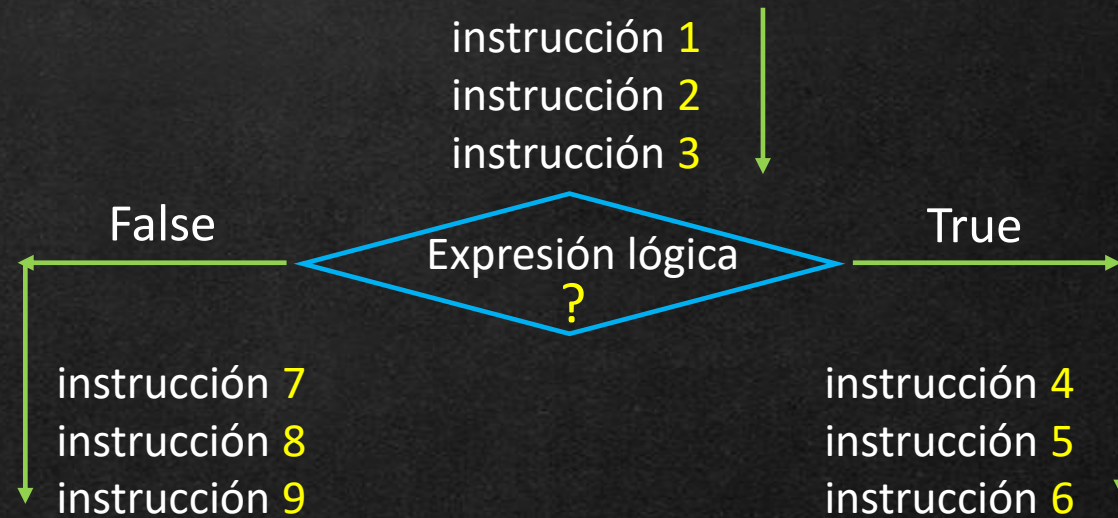 instrucción 1
instrucción 2
instrucción 3
False
Expresión lógica
?
True
instrucción 7
instrucción 8
instrucción 9
instrucción 4
instrucción 5
instrucción 6